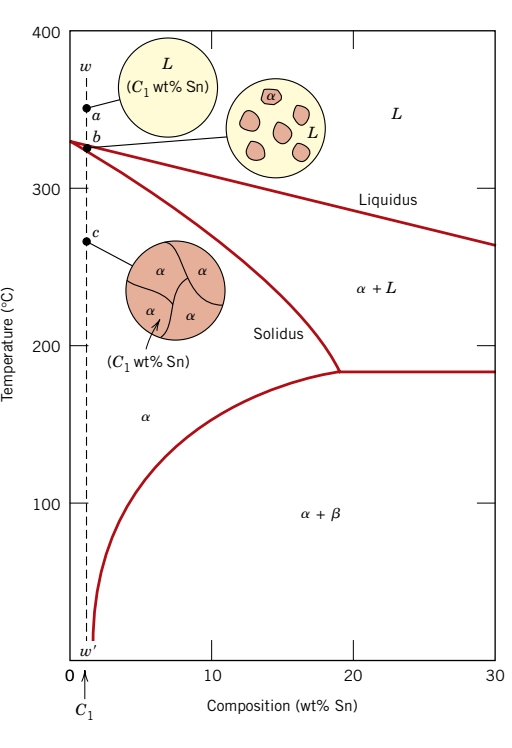 400
w
L
(C₁ wt% Sn)
a
α
L
L
b
300
Liquidus
c
α
α
α + L
α
α
Solidus
(C₁ wt% Sn)
200
Temperature (°C)
α
100
α + β
w′
0
10
20
30
C₁
Composition (wt% Sn)